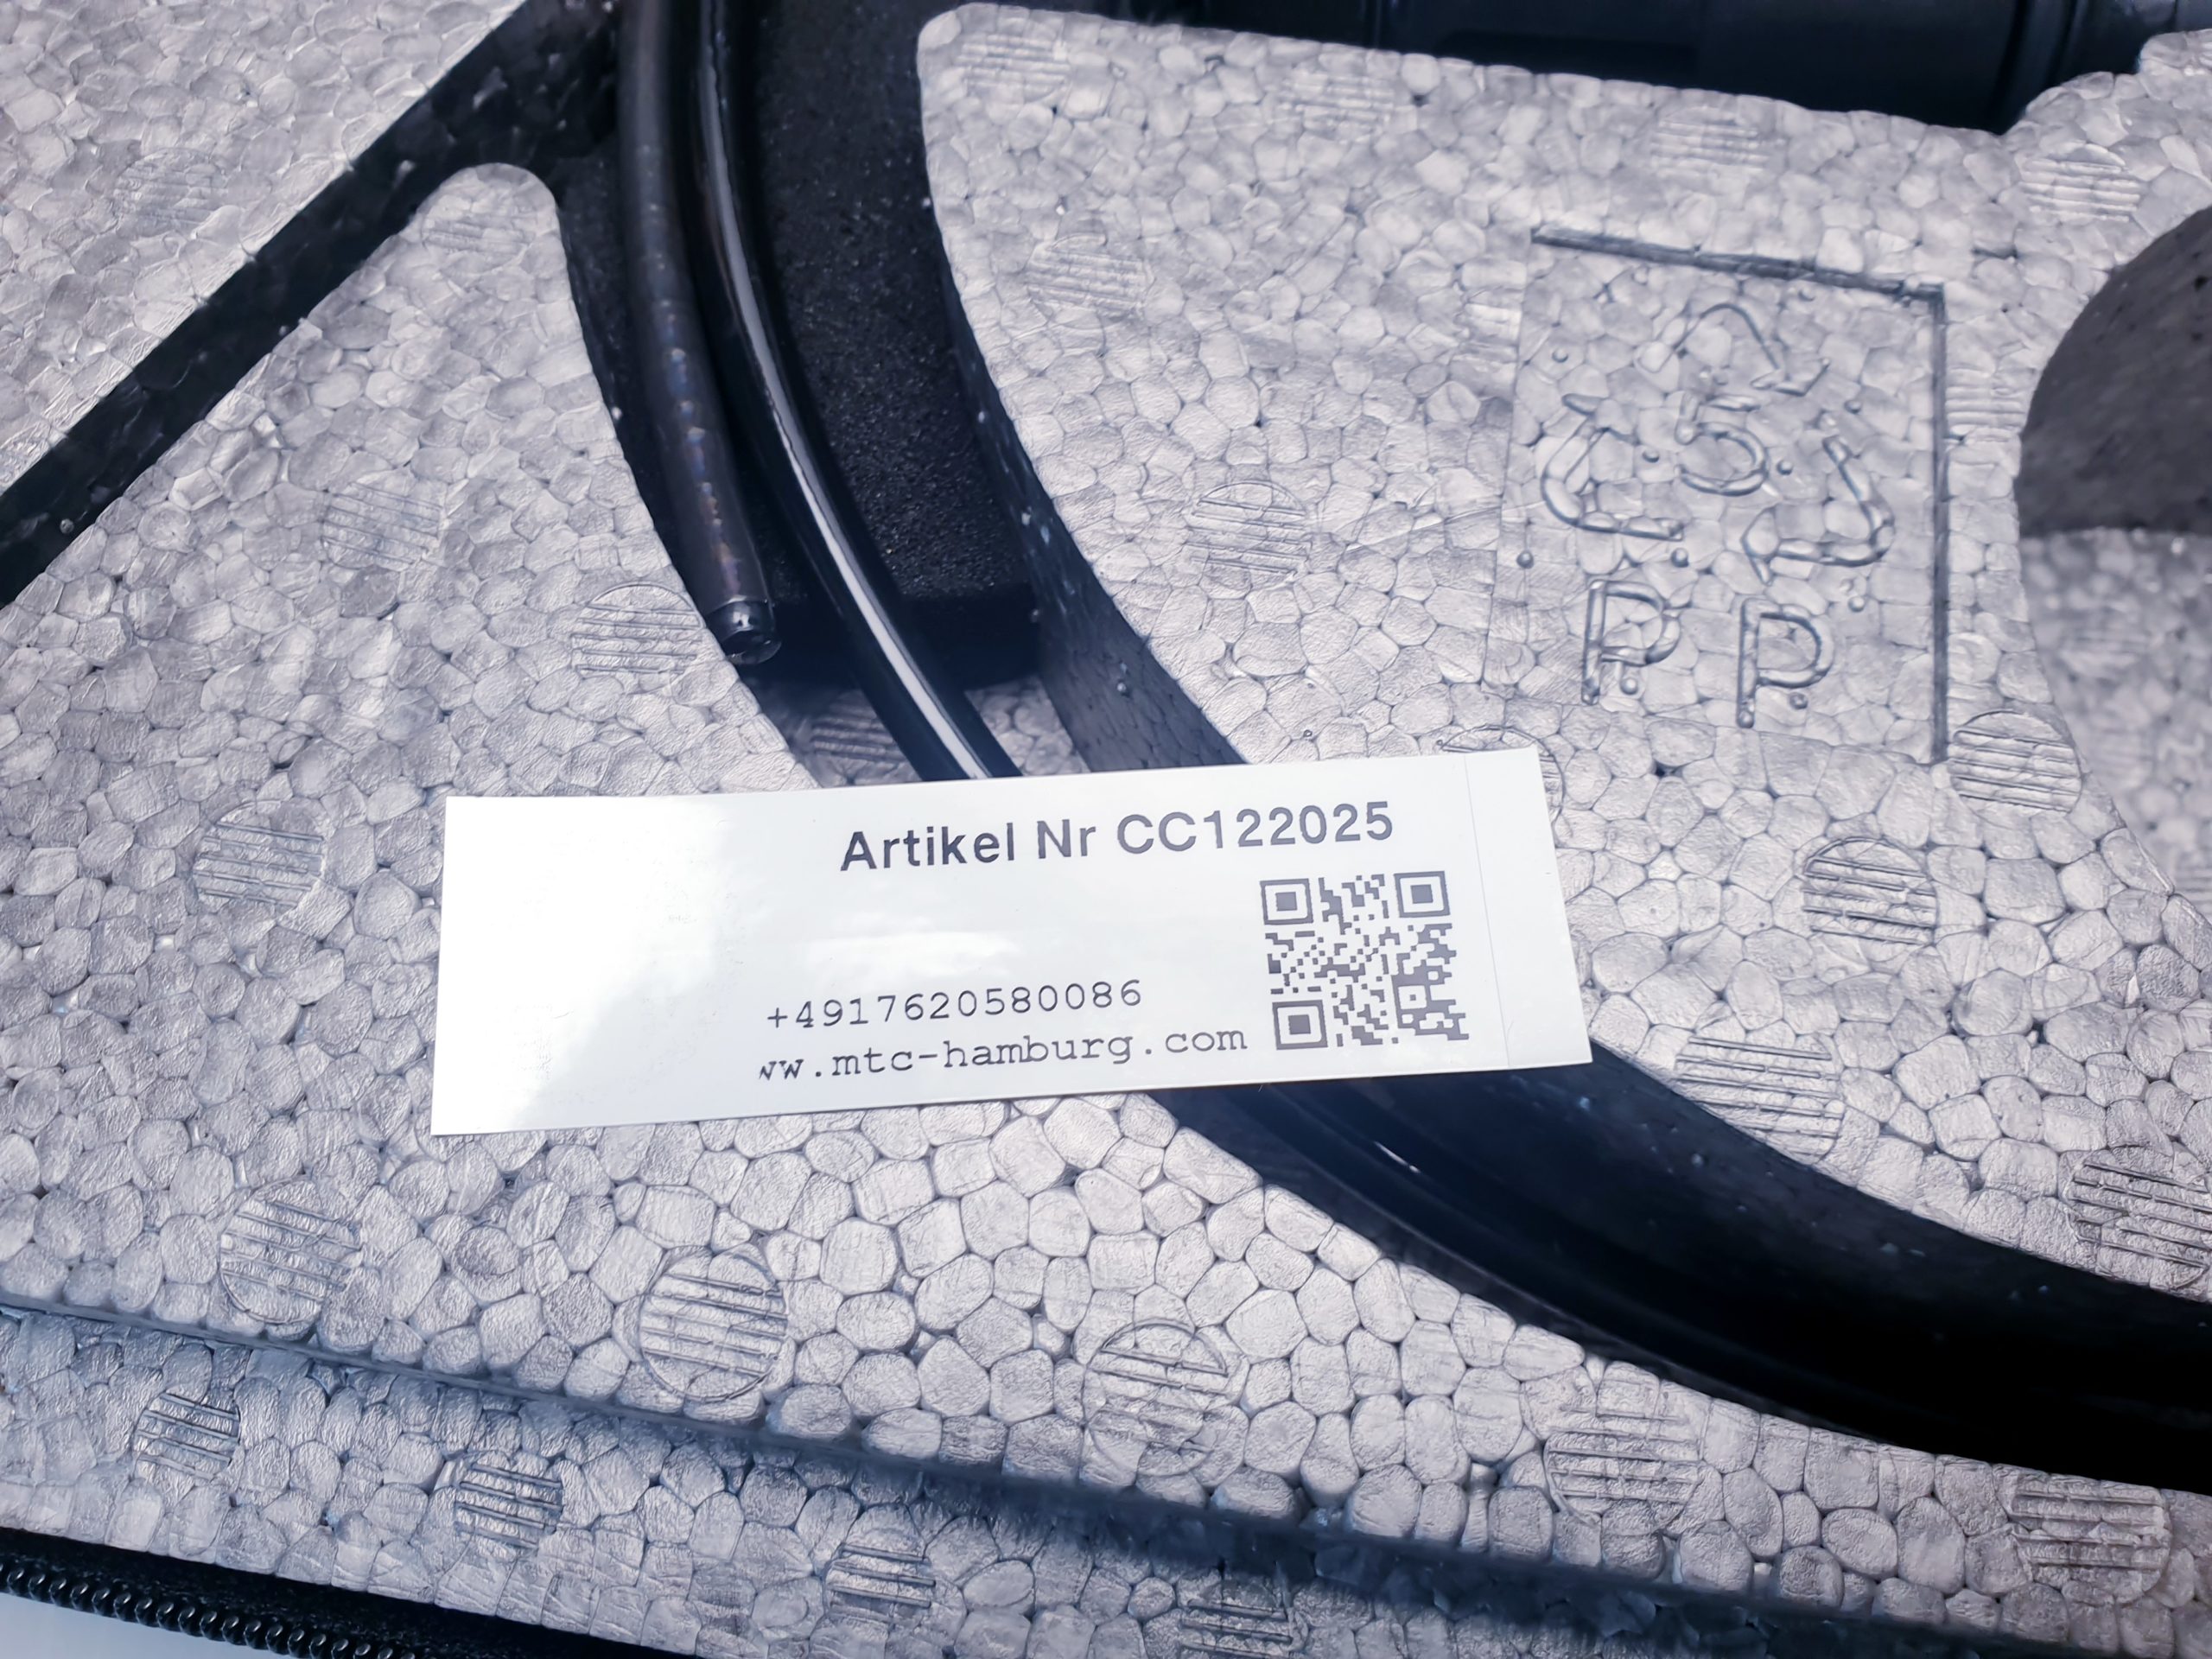 5
PP
Artikel Nr CC122025
+4917620580086
ww.mtc-hamburg.com